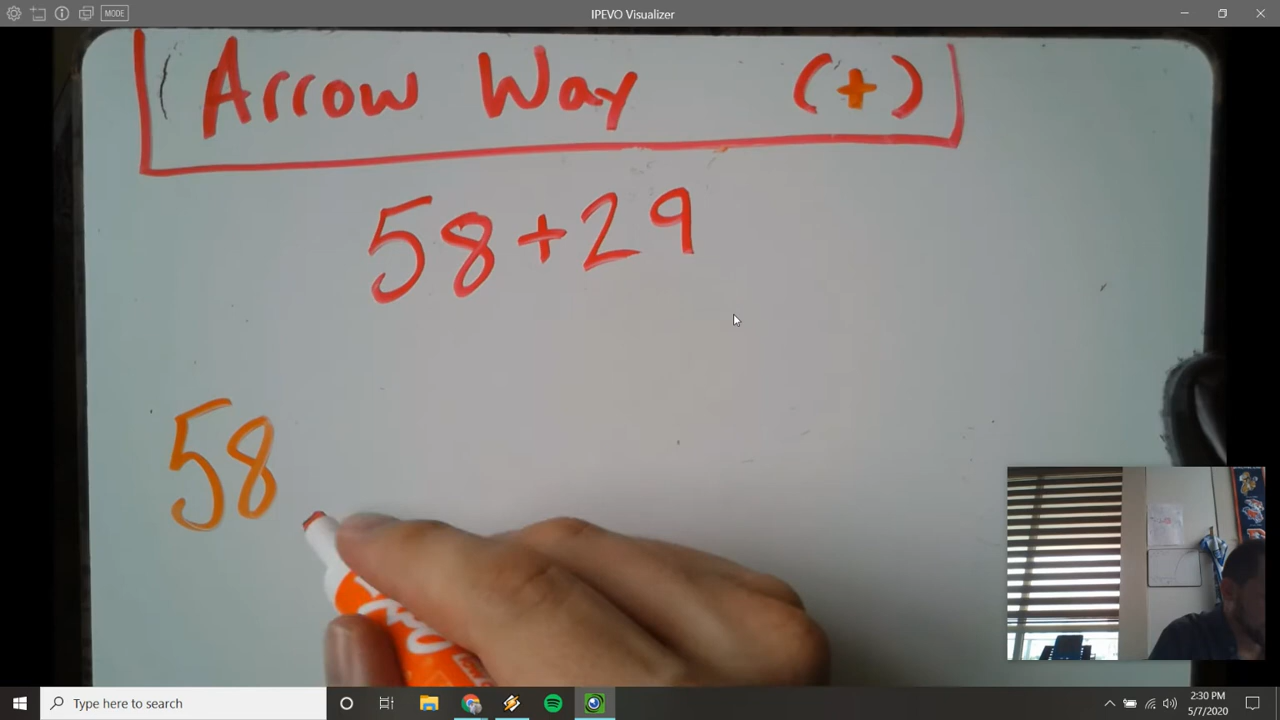 MODE
IPEVO Visualizer
Arrow Way (+)
58+29
58
Type here to search
2:30 PM
5/7/2020